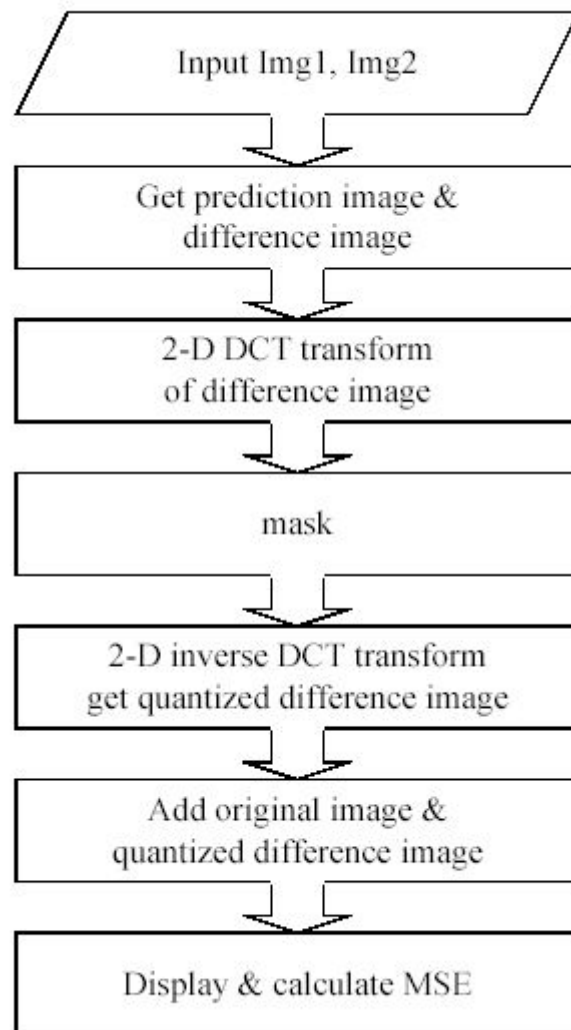 Input Img1, Img2
Get prediction image &
difference image
2-D DCT transform
of difference image
mask
2-D inverse DCT transform
get quantized difference image
Add original image &
quantized difference image
Display & calculate MSE